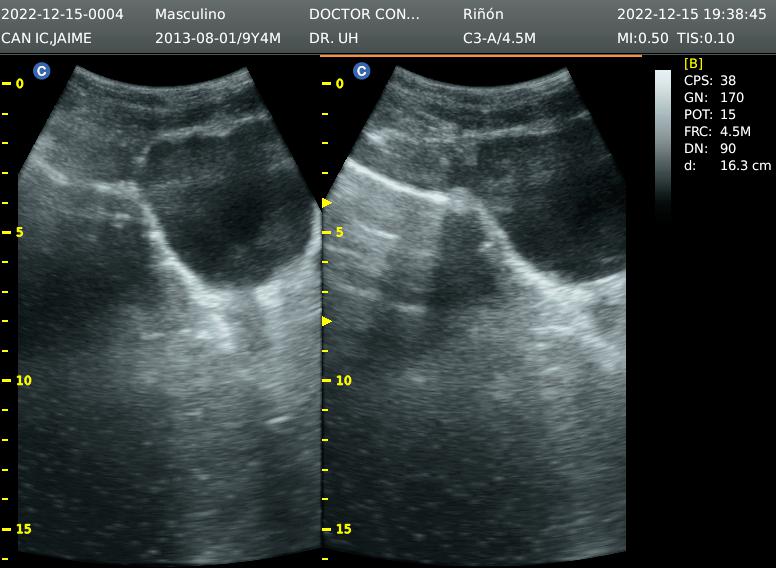 2022-12-15-0004 Masculino DOCTOR CON... Riñón 2022-12-15 19:38:45
CAN IC,JAIME 2013-08-01/9Y4M DR. UH C3-A/4.5M MI:0.50 TIS:0.10
[B]
CPS: 38
GN: 170
POT: 15
FRC: 4.5M
DN: 90
d: 16.3 cm
C
C
0
5
10
15
0
5
10
15